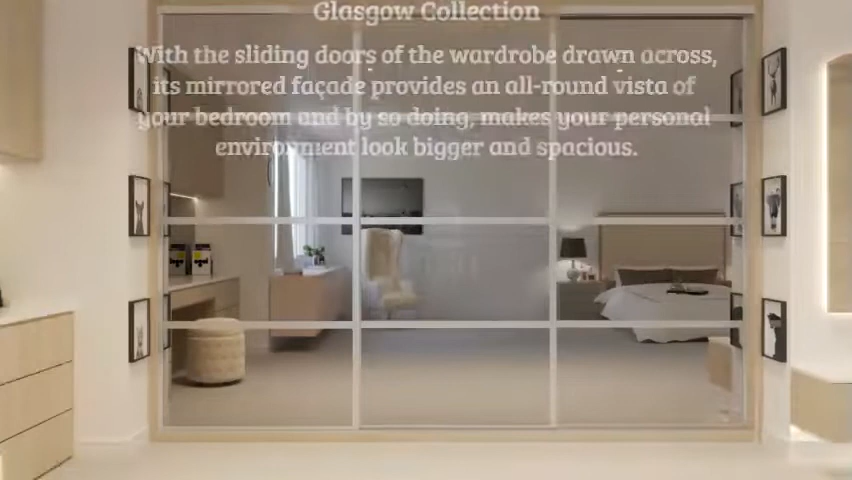 Glasgow Collection
With the sliding doors of the wardrobe drawn across,
its mirrored façade provides an all-round vista of
your bedroom and by so doing, makes your personal
environment look bigger and spacious.